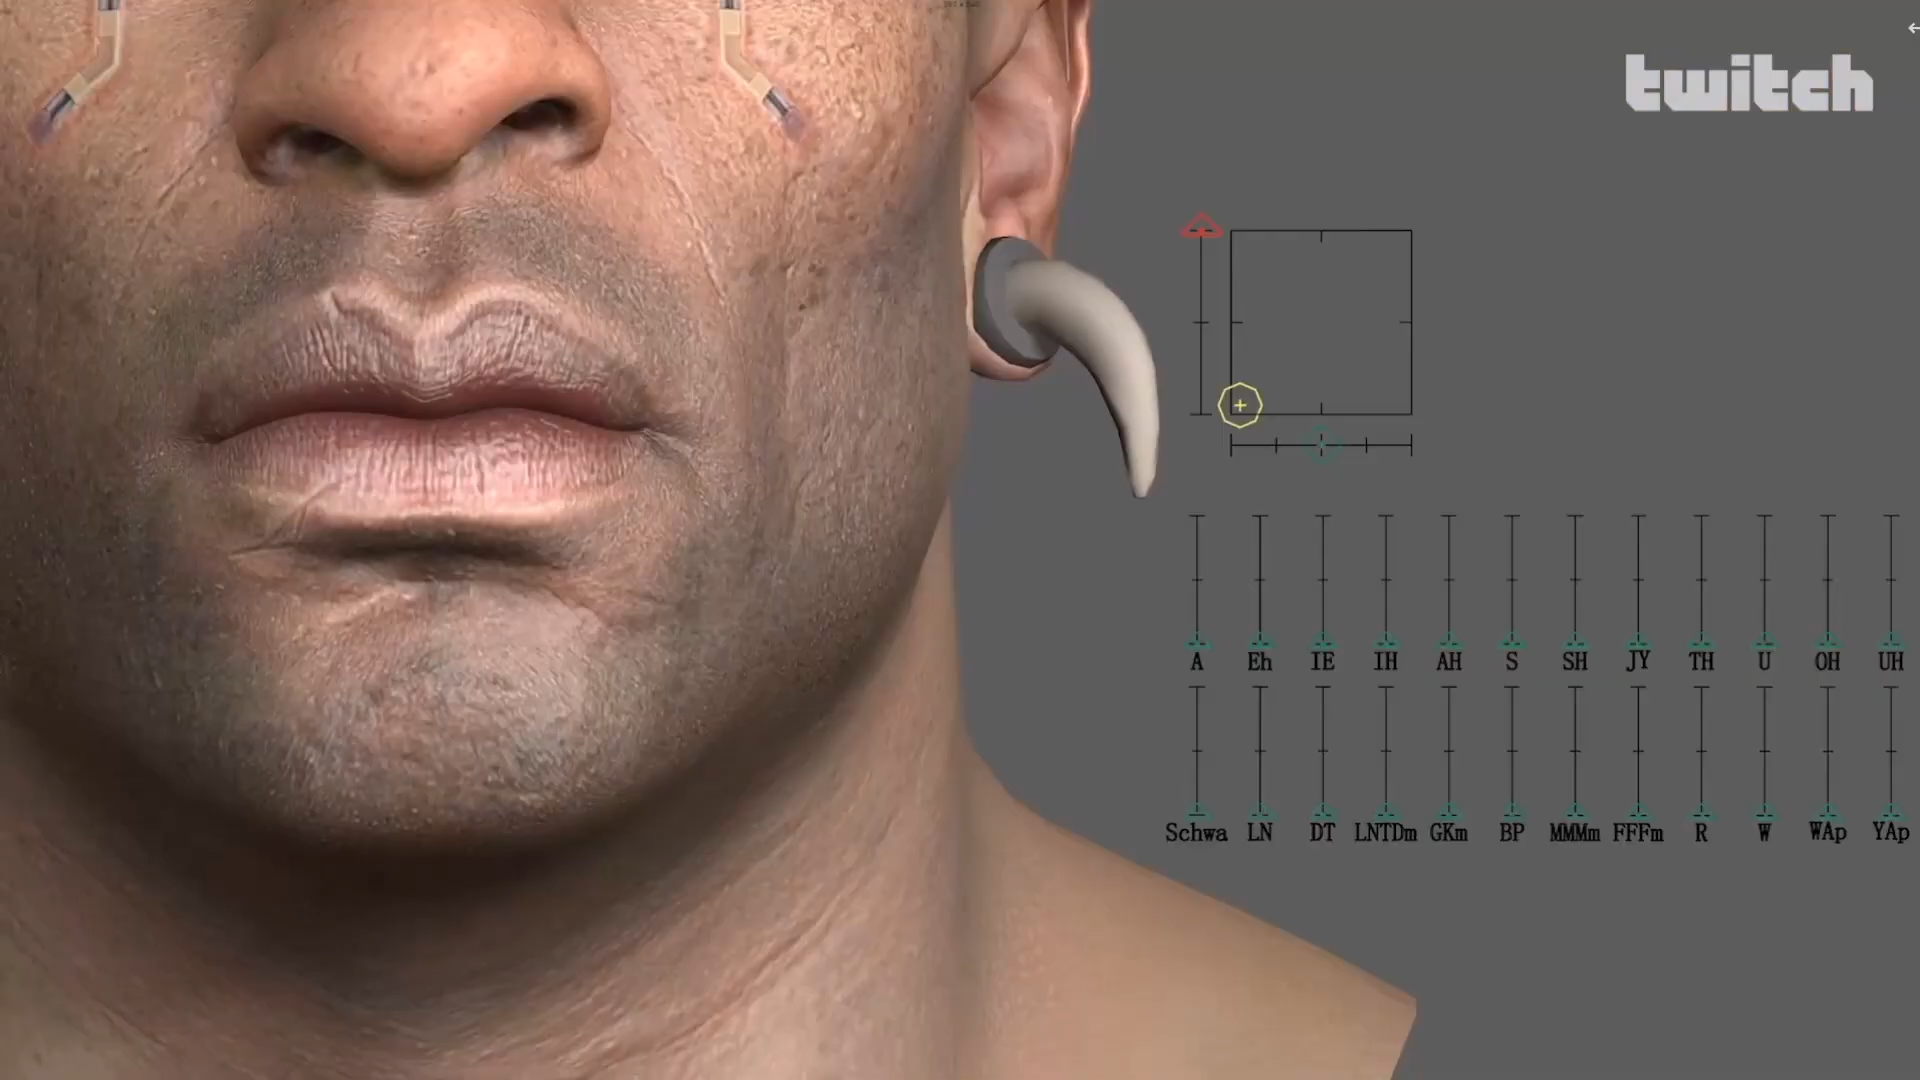 twitch
A Eh IE IH AH S SH JY TH U OH UH
Schwa LN DT LNTDm GKm BP MMMm FFFm R W WAp YAp